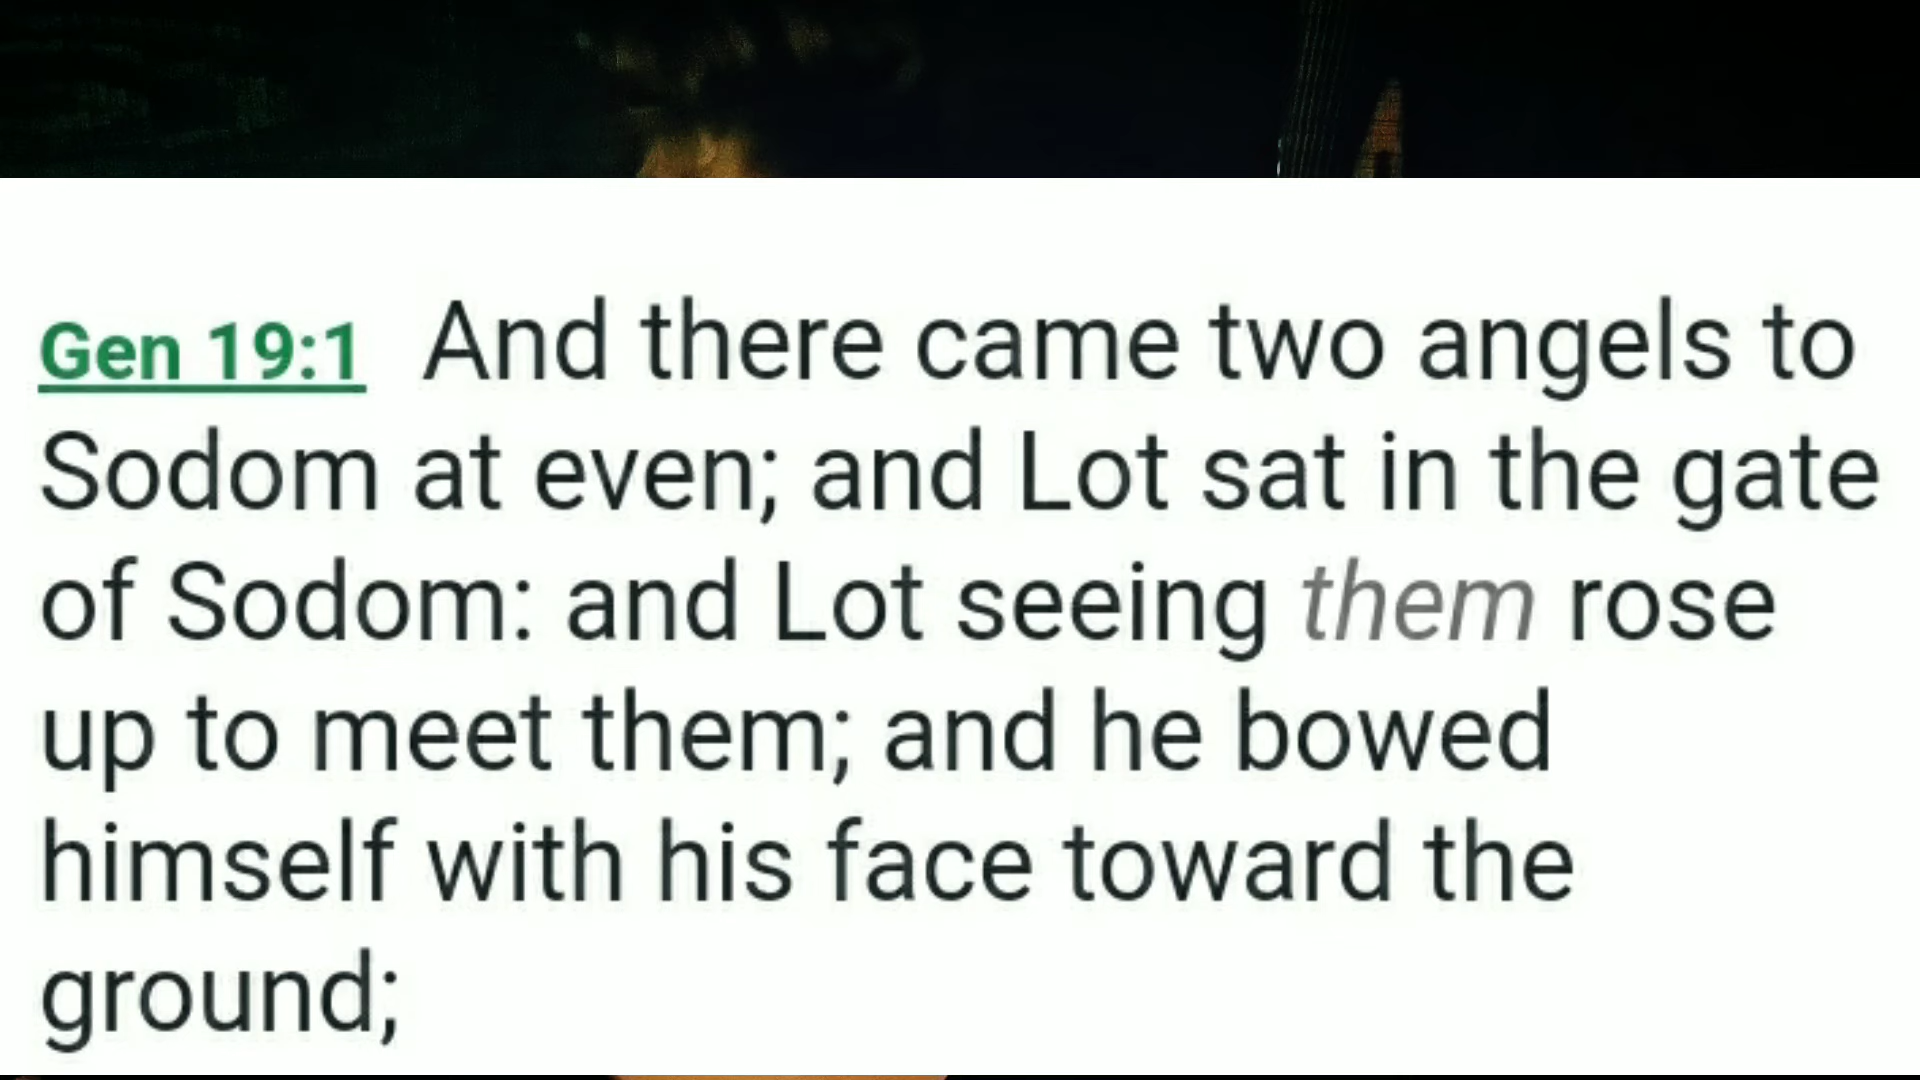 Gen 19:1 And there came two angels to
Sodom at even; and Lot sat in the gate
of Sodom: and Lot seeing them rose
up to meet them; and he bowed
himself with his face toward the
ground;